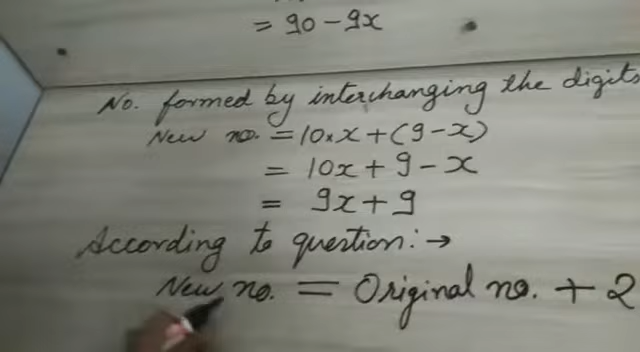 = 90 - 9x
No. formed by interchanging the digits
New no. = 10×x + (9-x)
= 10x + 9 - x
= 9x + 9
According to question:→
New no. = Original no. + 2